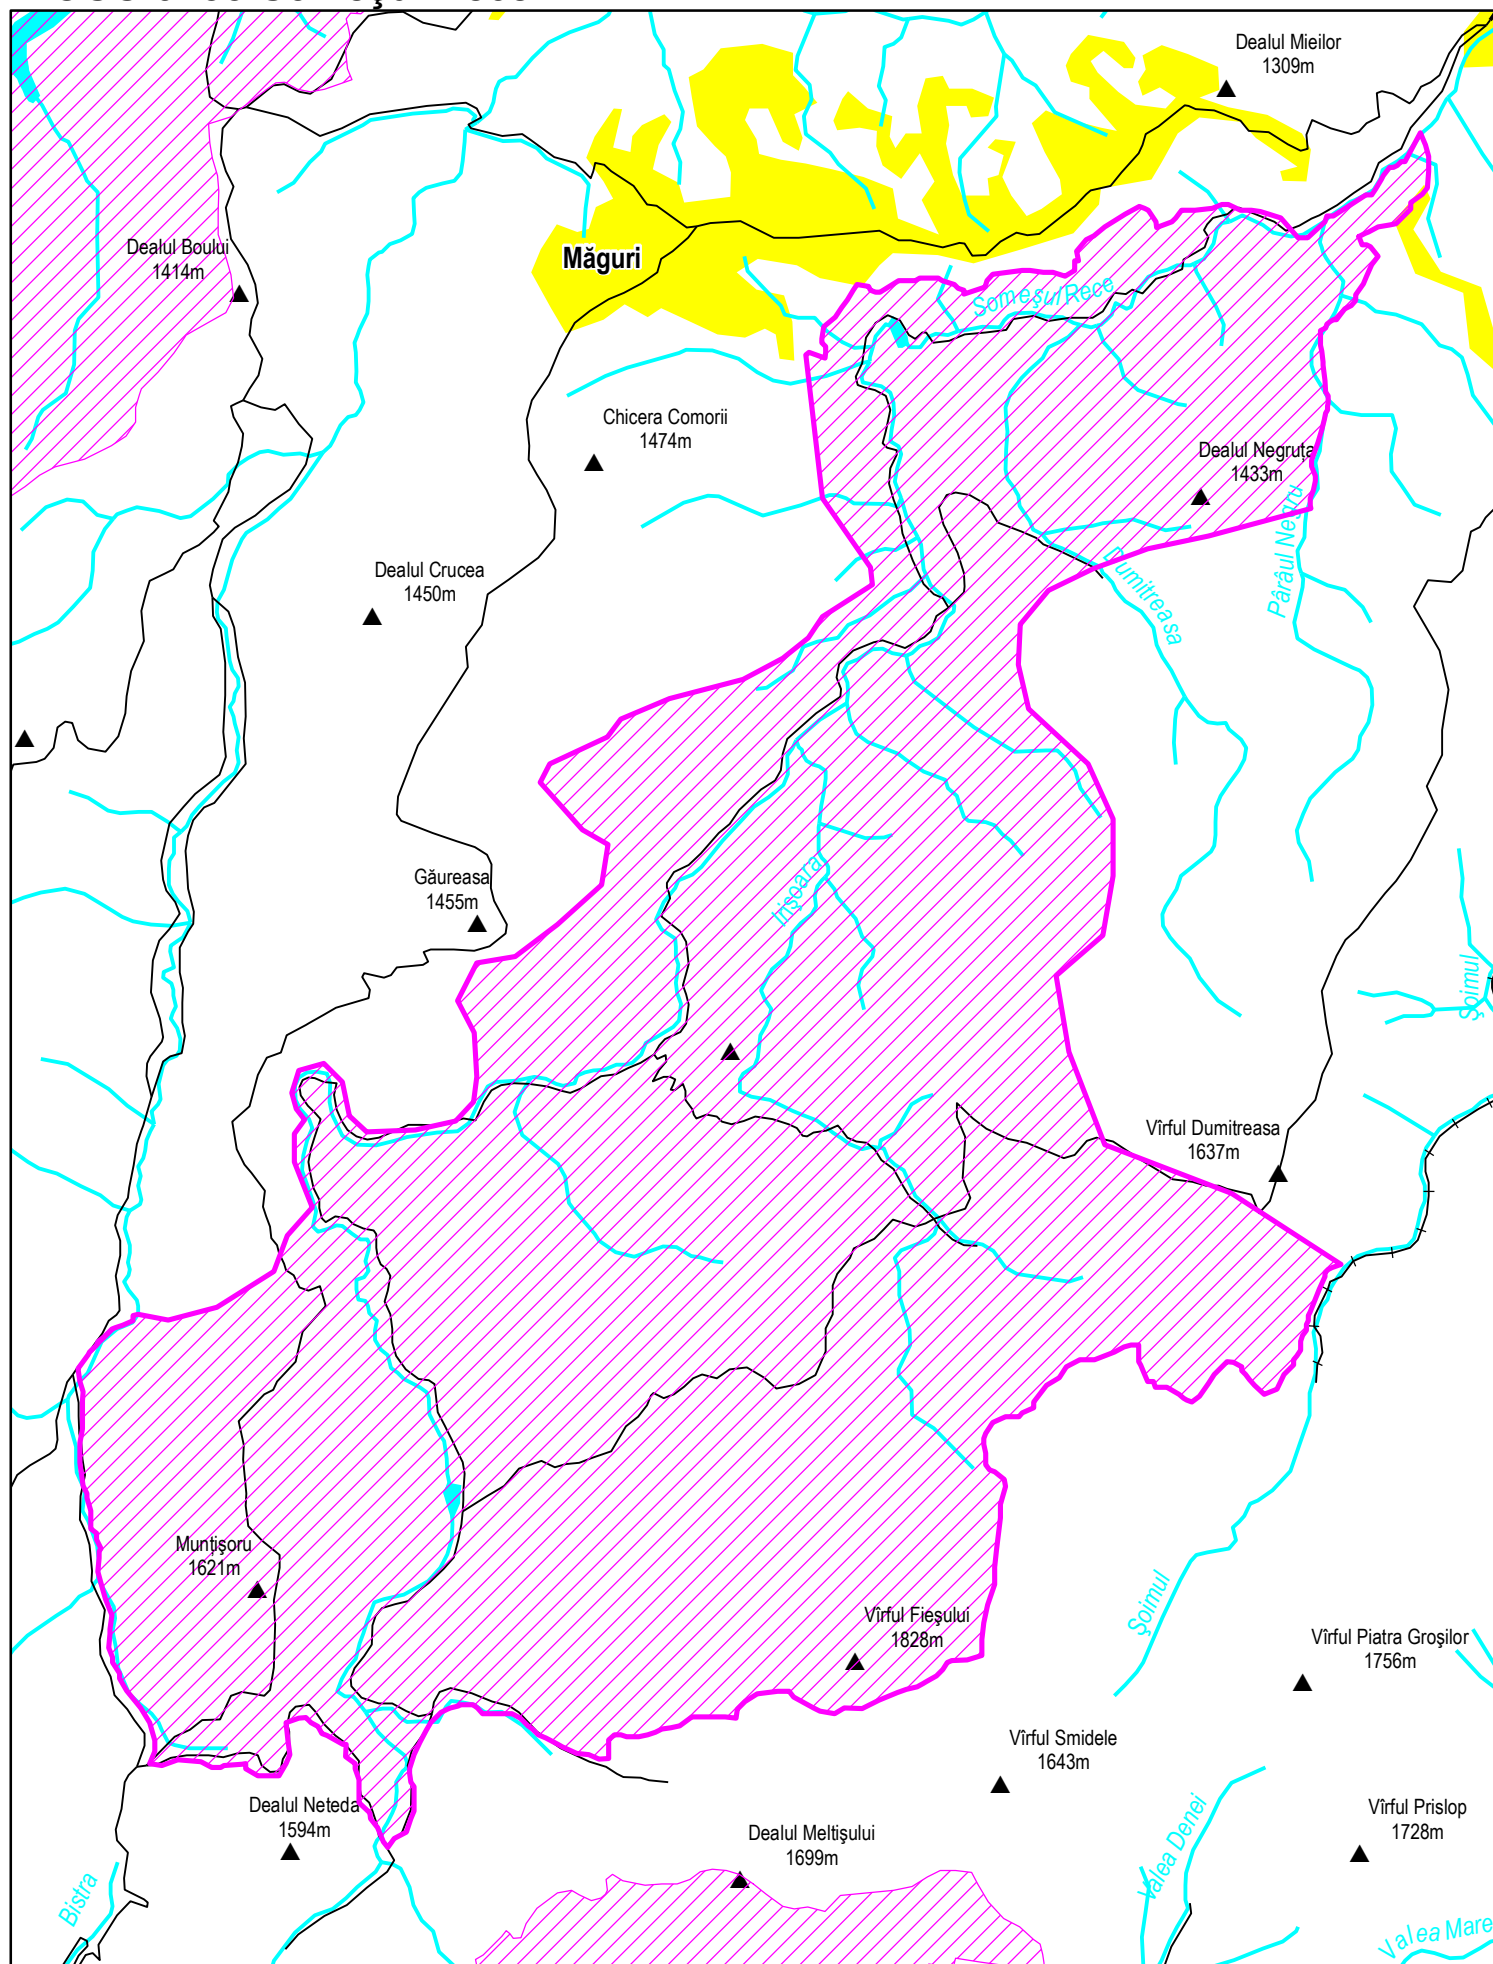 Dealul Mieilor
1309m
Dealul Boului
1414m
Măguri
Someşul Rece
Chicera Comorii
1474m
Dealul Negruţa
1433m
Pârâul Negru
Dumitreasa
Dealul Crucea
1450m
Găureasa
1455m
Irişoara
Şoimul
Vîrful Dumitreasa
1637m
Munţişoru
1621m
Vîrful Fieşului
1828m
Şoimul
Vîrful Piatra Groşilor
1756m
Vîrful Smidele
1643m
Dealul Neteda
1594m
Dealul Meltişului
1699m
Valea Denei
Vîrful Prislop
1728m
Bistra
Valea Mare